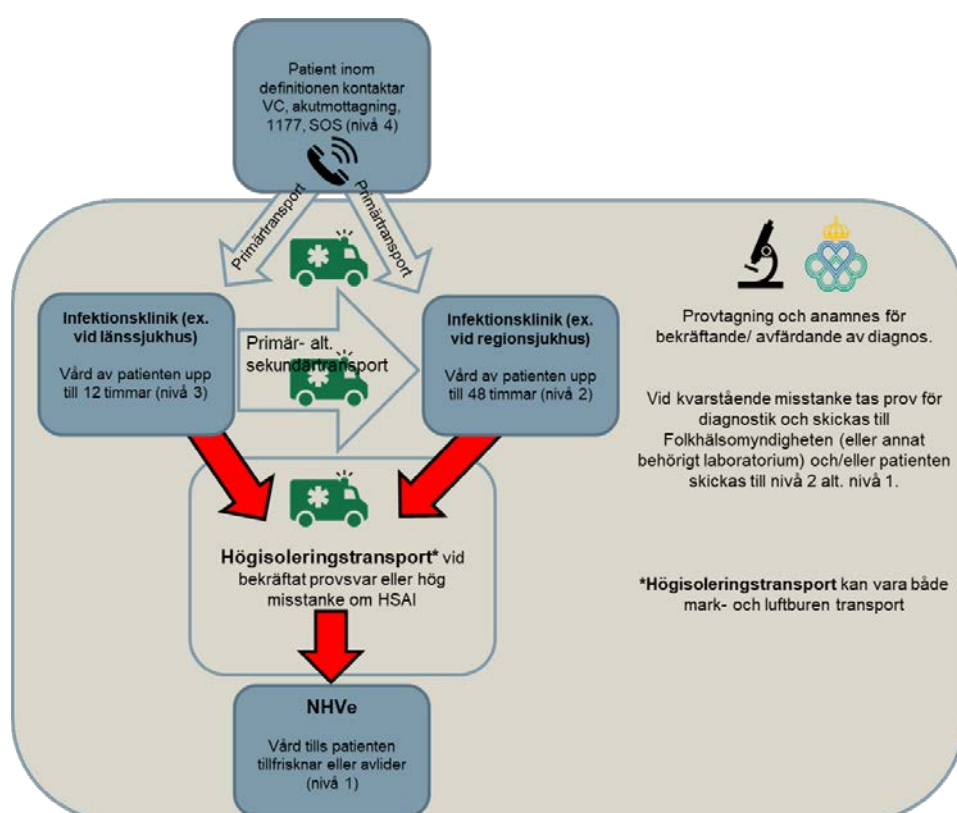 Patient inom
definitionen kontaktar
VC, akutmottagning,
1177, SOS (nivå 4)
Primärtransport
Primärtransport
Infektionsklinik (ex.
vid länssjukhus)
Vård av patienten upp
till 12 timmar (nivå 3)
Primär- alt.
sekundärtransport
Infektionsklinik (ex.
vid regionsjukhus)
Vård av patienten upp
till 48 timmar (nivå 2)
Provtagning och anamnes för
bekräftande/ avfärdande av diagnos.
Vid kvarstående misstanke tas prov för
diagnostik och skickas till
Folkhälsomyndigheten (eller annat
behörigt laboratorium) och/eller patienten
skickas till nivå 2 alt. nivå 1.
Högisoleringstransport* vid
bekräftat provsvar eller hög
misstanke om HSAI
*Högisoleringstransport kan vara både
mark- och luftburen transport
NHVe
Vård tills patienten
tillfrisknar eller avlider
(nivå 1)